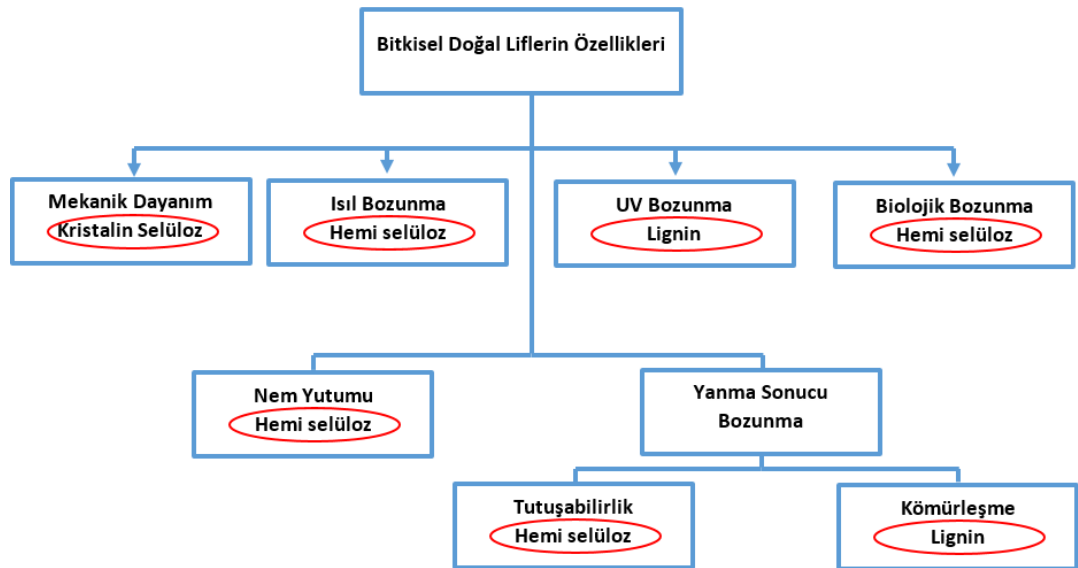 Bitkisel Doğal Liflerin Özellikleri
Mekanik Dayanım
Kristalin Selüloz
Isıl Bozunma
Hemi selüloz
UV Bozunma
Lignin
Biolojik Bozunma
Hemi selüloz
Nem Yutumu
Hemi selüloz
Yanma Sonucu
Bozunma
Tutuşabilirlik
Hemi selüloz
Kömürleşme
Lignin